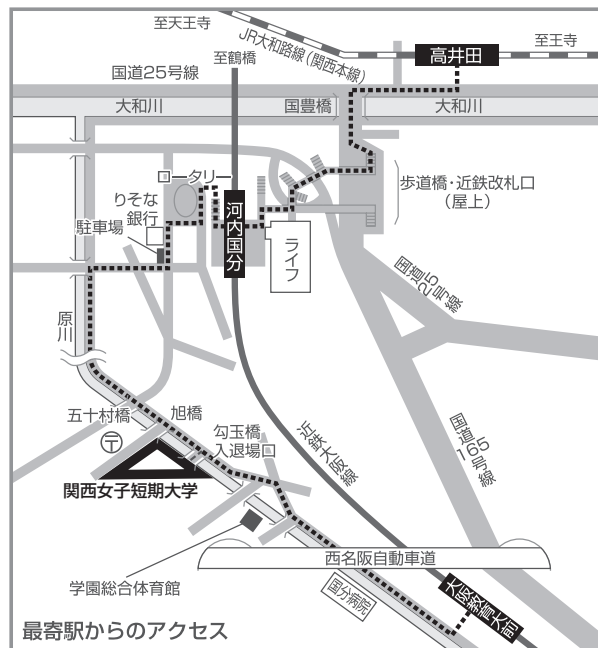 至天王寺
JR大和路線(関西本線)
至鶴橋
高井田
至王寺
国道25号線
大和川
国豊橋
大和川
ロータリー
りそな
銀行
駐車場
河内国分
ライフ
歩道橋・近鉄改札口
(屋上)
国道25号線
原川
国道165号線
五十村橋
旭橋
勾玉橋
入退場口
近鉄大阪線
〒
関西女子短期大学
西名阪自動車道
学園総合体育館
国分病院
大阪教育大前
最寄駅からのアクセス